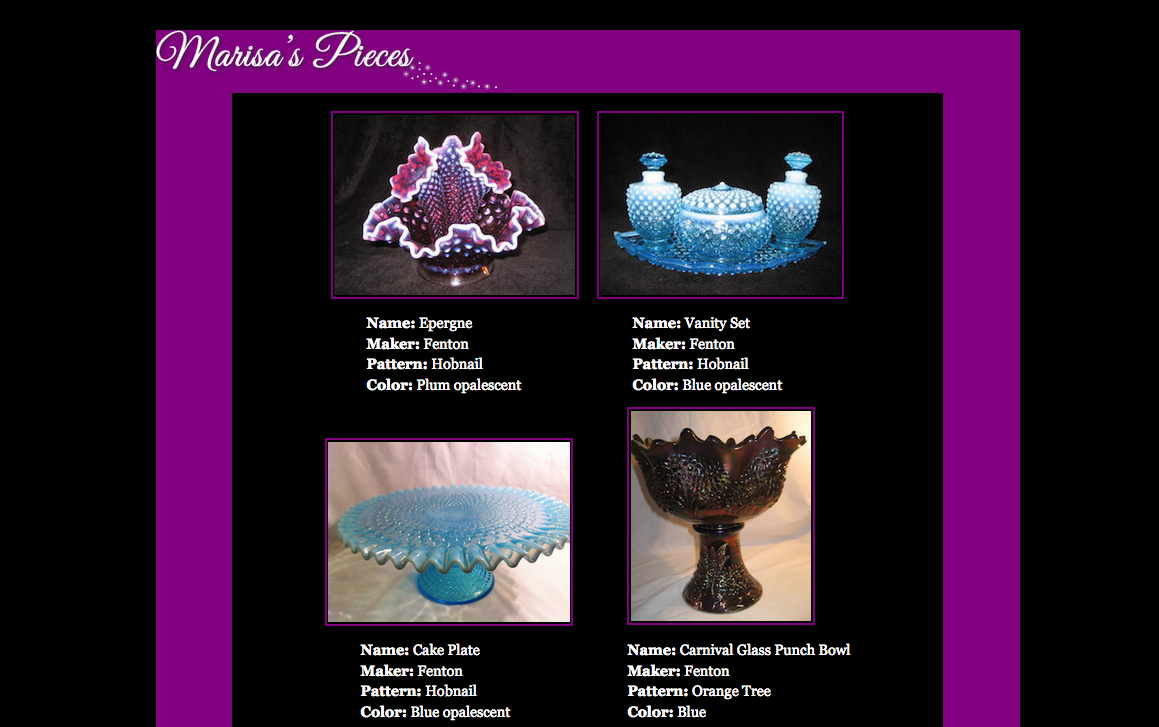 Marisa's Pieces
Name: Epergne
Maker: Fenton
Pattern: Hobnail
Color: Plum opalescent
Name: Vanity Set
Maker: Fenton
Pattern: Hobnail
Color: Blue opalescent
Name: Cake Plate
Maker: Fenton
Pattern: Hobnail
Color: Blue opalescent
Name: Carnival Glass Punch Bowl
Maker: Fenton
Pattern: Orange Tree
Color: Blue